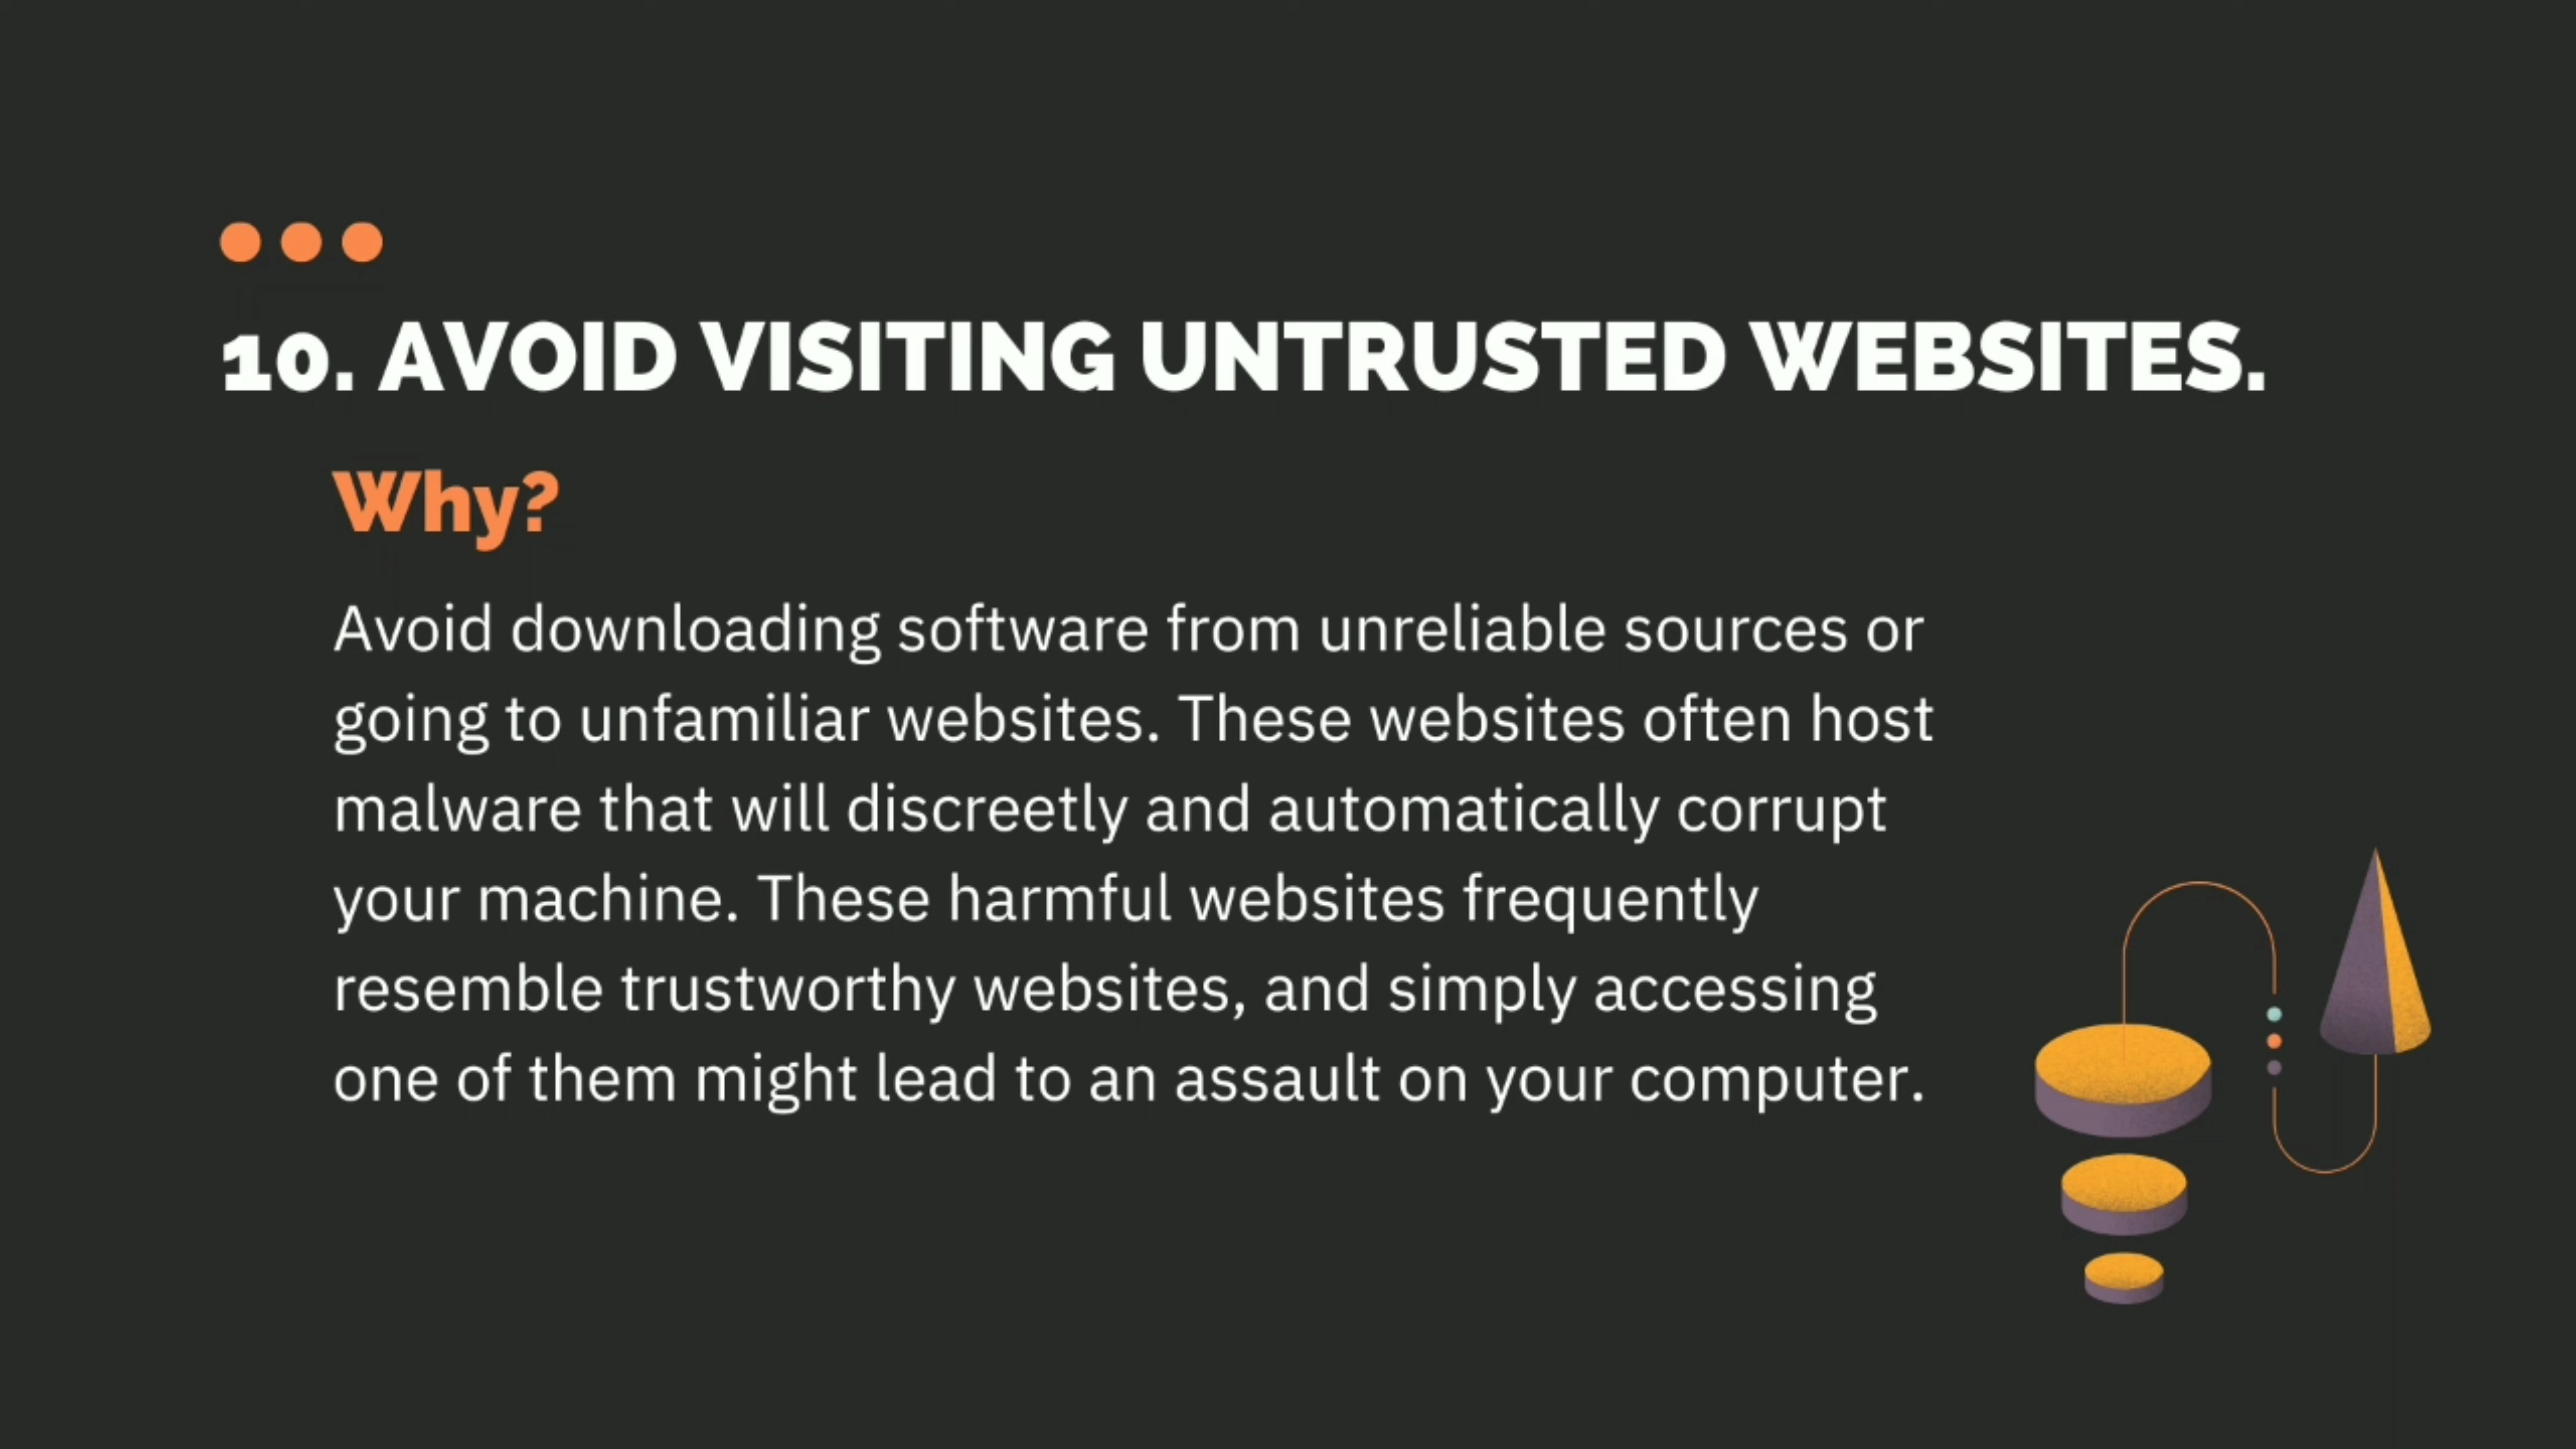 10. AVOID VISITING UNTRUSTED WEBSITES.
Why?
Avoid downloading software from unreliable sources or
going to unfamiliar websites. These websites often host
malware that will discreetly and automatically corrupt
your machine. These harmful websites frequently
resemble trustworthy websites, and simply accessing
one of them might lead to an assault on your computer.